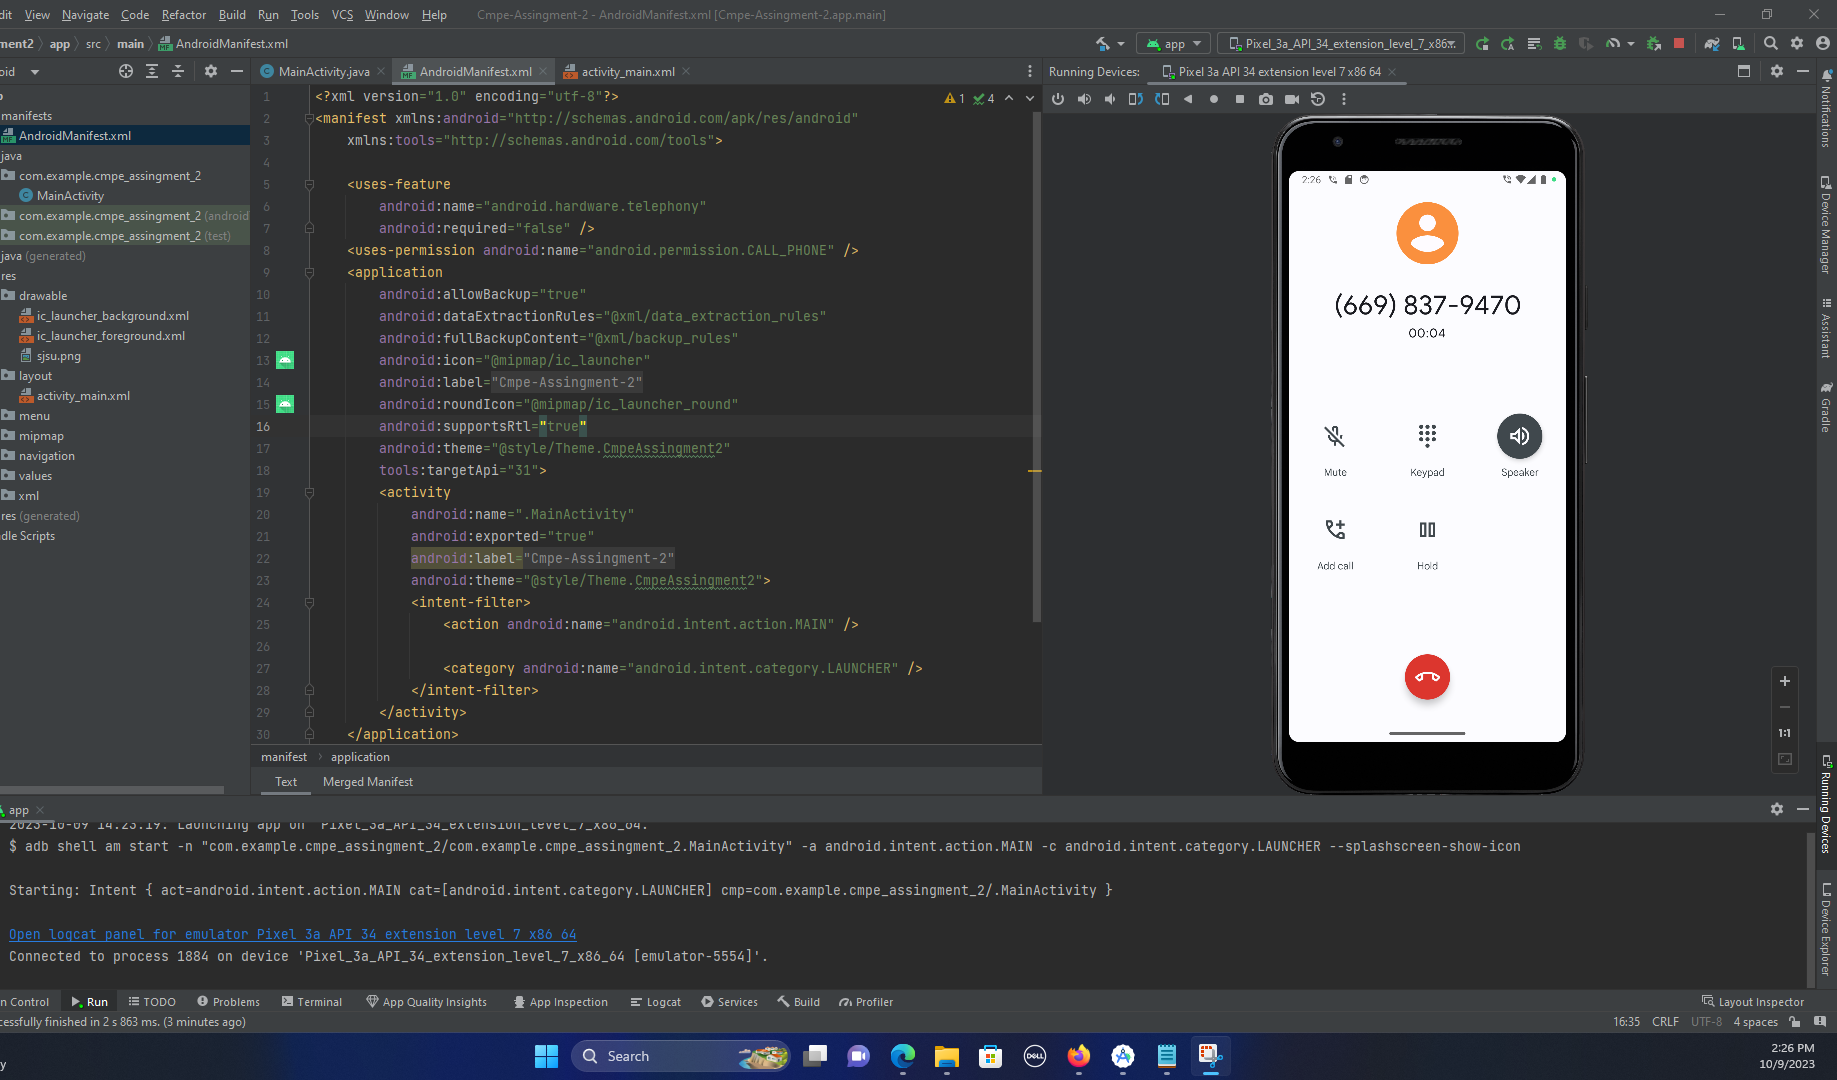 dit View Navigate Code Refactor Build Run Tools VCS Window Help Cmpe-Assingment-2 - AndroidManifest.xml [Cmpe-Assingment-2.app.main]
ment2 app src main AndroidManifest.xml app Pixel_3a_API_34_extension_level_7_x86
oid MainActivity.java AndroidManifest.xml activity_main.xml Running Devices: Pixel 3a API 34 extension level 7 x86 64
manifests
AndroidManifest.xml
java
com.example.cmpe_assingment_2
MainActivity
com.example.cmpe_assingment_2 (android
com.example.cmpe_assingment_2 (test)
java (generated)
res
drawable
ic_launcher_background.xml
ic_launcher_foreground.xml
sjsu.png
layout
activity_main.xml
menu
mipmap
navigation
values
xml
res (generated)
dle Scripts
1 <?xml version="1.0" encoding="utf-8"?> 1 4
2 <manifest xmlns:android="http://schemas.android.com/apk/res/android"
3 xmlns:tools="http://schemas.android.com/tools">
4
5 <uses-feature
6 android:name="android.hardware.telephony"
7 android:required="false" />
8 <uses-permission android:name="android.permission.CALL_PHONE" />
9 <application
10 android:allowBackup="true"
11 android:dataExtractionRules="@xml/data_extraction_rules"
12 android:fullBackupContent="@xml/backup_rules"
13 android:icon="@mipmap/ic_launcher"
14 android:label="Cmpe-Assingment-2"
15 android:roundIcon="@mipmap/ic_launcher_round"
16 android:supportsRtl="true"
17 android:theme="@style/Theme.CmpeAssingment2"
18 tools:targetApi="31">
19 <activity
20 android:name=".MainActivity"
21 android:exported="true"
22 android:label="Cmpe-Assingment-2"
23 android:theme="@style/Theme.CmpeAssingment2">
24 <intent-filter>
25 <action android:name="android.intent.action.MAIN" />
26
27 <category android:name="android.intent.category.LAUNCHER" />
28 </intent-filter>
29 </activity>
30 </application>
manifest application
Text Merged Manifest
2:26
(669) 837-9470
00:04
Mute Keypad Speaker
Add call Hold
1:1
Notifications
Device Manager
Assistant
Gradle
Running Devices
Device Explorer
app
2023-10-09 14:23:19: Launching app on 'Pixel_3a_API_34_extension_level_7_x86_64.
$ adb shell am start -n "com.example.cmpe_assingment_2/com.example.cmpe_assingment_2.MainActivity" -a android.intent.action.MAIN -c android.intent.category.LAUNCHER --splashscreen-show-icon
Starting: Intent { act=android.intent.action.MAIN cat=[android.intent.category.LAUNCHER] cmp=com.example.cmpe_assingment_2/.MainActivity }
Open logcat panel for emulator Pixel 3a API 34 extension level 7 x86 64
Connected to process 1884 on device 'Pixel_3a_API_34_extension_level_7_x86_64 [emulator-5554]'.
n Control Run TODO Problems Terminal App Quality Insights App Inspection Logcat Services Build Profiler Layout Inspector
cessfully finished in 2 s 863 ms. (3 minutes ago) 16:35 CRLF UTF-8 4 spaces
y Search DELL 2:26 PM
10/9/2023